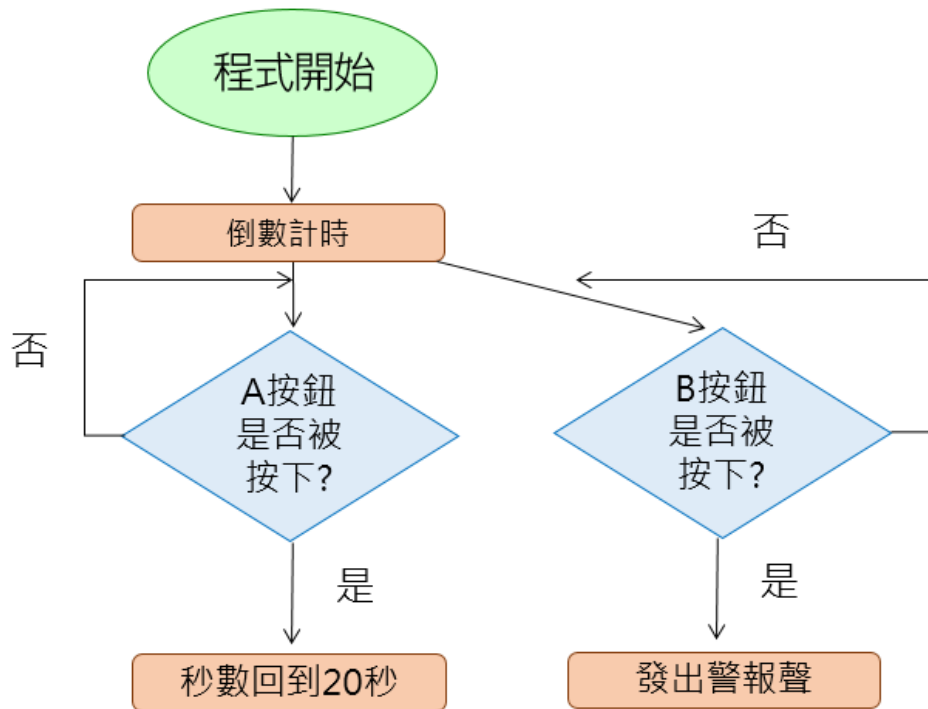 程式開始
倒數計時
否
否
A按鈕
是否被
按下?
B按鈕
是否被
按下?
是
是
秒數回到20秒
發出警報聲